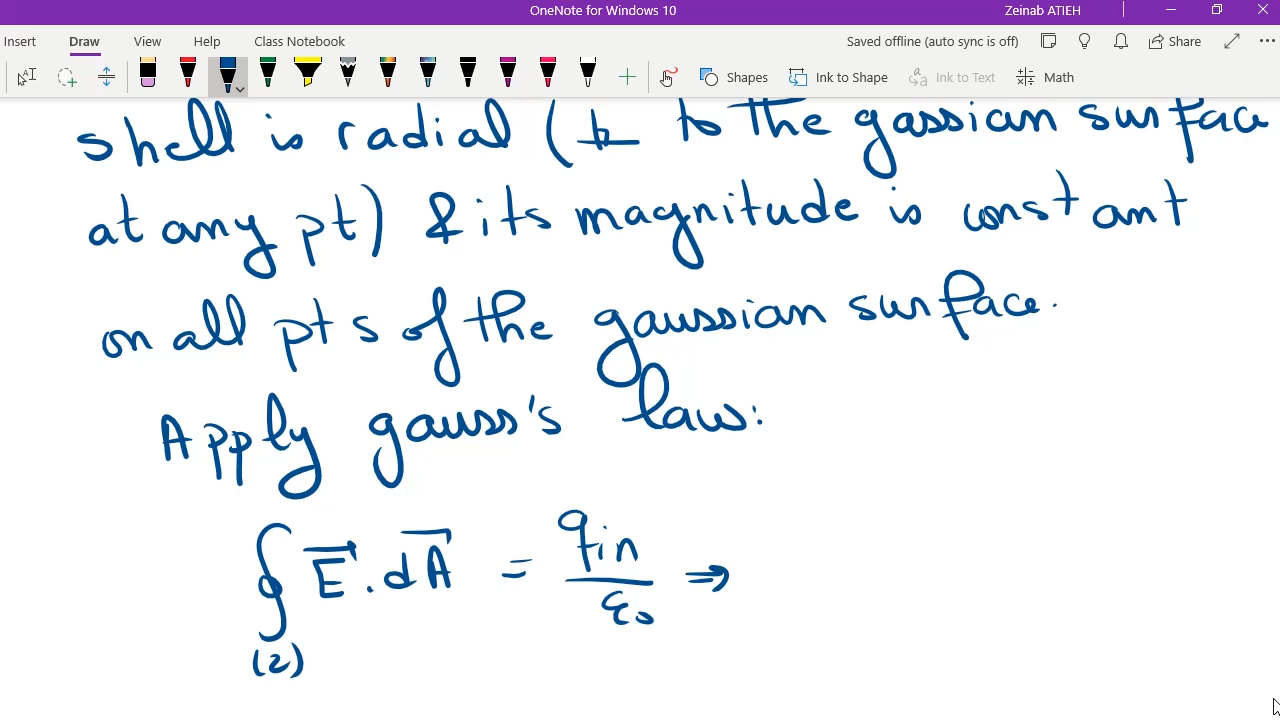 OneNote for Windows 10
Zeinab ATIEH
Insert Draw View Help Class Notebook
Saved offline (auto sync is off) Share
Shapes Ink to Shape Ink to Text Math
shell is radial (⊥ to the gassian surface
at any pt) & its magnitude is constant
on all pts of the gaussian surface.
Apply gauss's law:
∮ E⃗ . dA⃗ = qin/ε0 ⇒
(2)